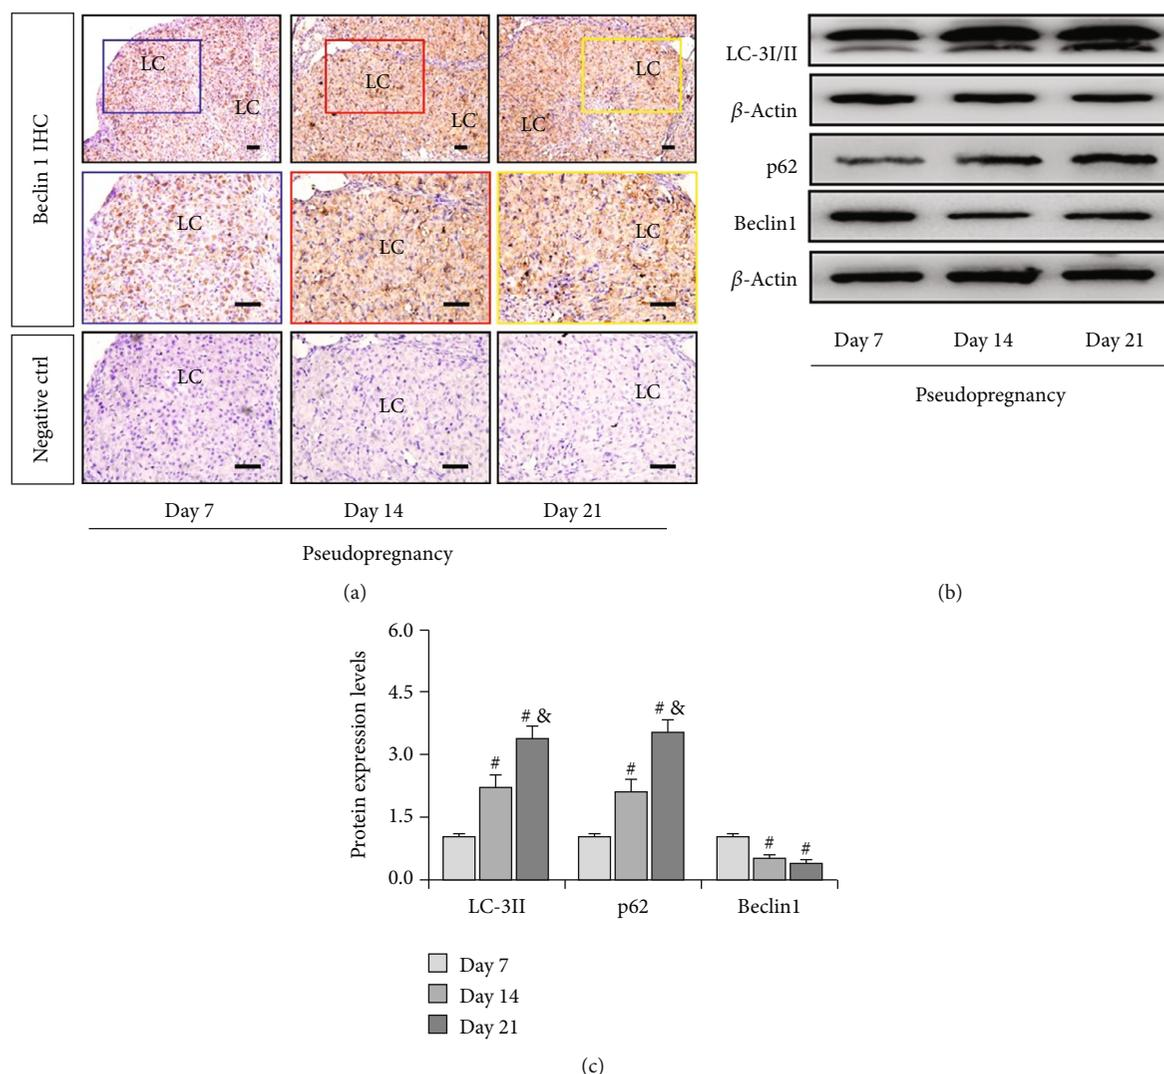 Beclin 1 IHC
LC
LC
LC
LC
LC
LC
LC
LC
LC
Negative ctrl
LC
LC
LC
Day 7
Day 14
Day 21
Pseudopregnancy
(a)
LC-3I/II
β-Actin
p62
Beclin1
β-Actin
Day 7
Day 14
Day 21
Pseudopregnancy
(b)
Protein expression levels
6.0
4.5
3.0
1.5
0.0
#
# &
#
# &
#
#
LC-3II
p62
Beclin1
Day 7
Day 14
Day 21
(c)